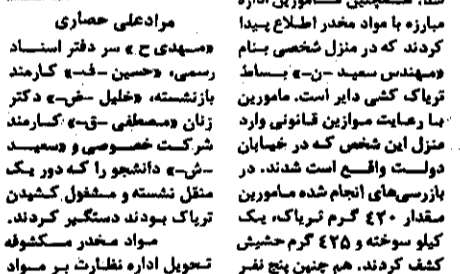 مبارزه با مواد مخدر اطلاع پیدا
کردند که در منزل شخصی بنام
«مهندس سعید -ن-» بساط
تریاک کشی دایر است. مامورین
با رعایت موازین قانونی وارد
منزل این شخص که در خیابان
دولت واقع است شدند. در
بازرسی‌های انجام شده مامورین
مقدار ۴۲۰ گرم تریاک، یک
کیلو سوخته و ۴۲۵ گرم حشیش
کشف کردند. هم چنین پنج نفر
مرادعلی حصاری
«مهدی ح» سر دفتر اسناد
رسمی، «حسین -ف-» کارمند
بازنشسته، «خلیل -ض-» دکتر
زنان «مصطفی -ق-» کارمند
شرکت خصوصی و «سعید
-ش-» دانشجو را که دور یک
منقل نشسته و مشغول کشیدن
تریاک بودند دستگیر کردند.
مواد مخدر مکشوفه
تحویل اداره نظارت بر مواد